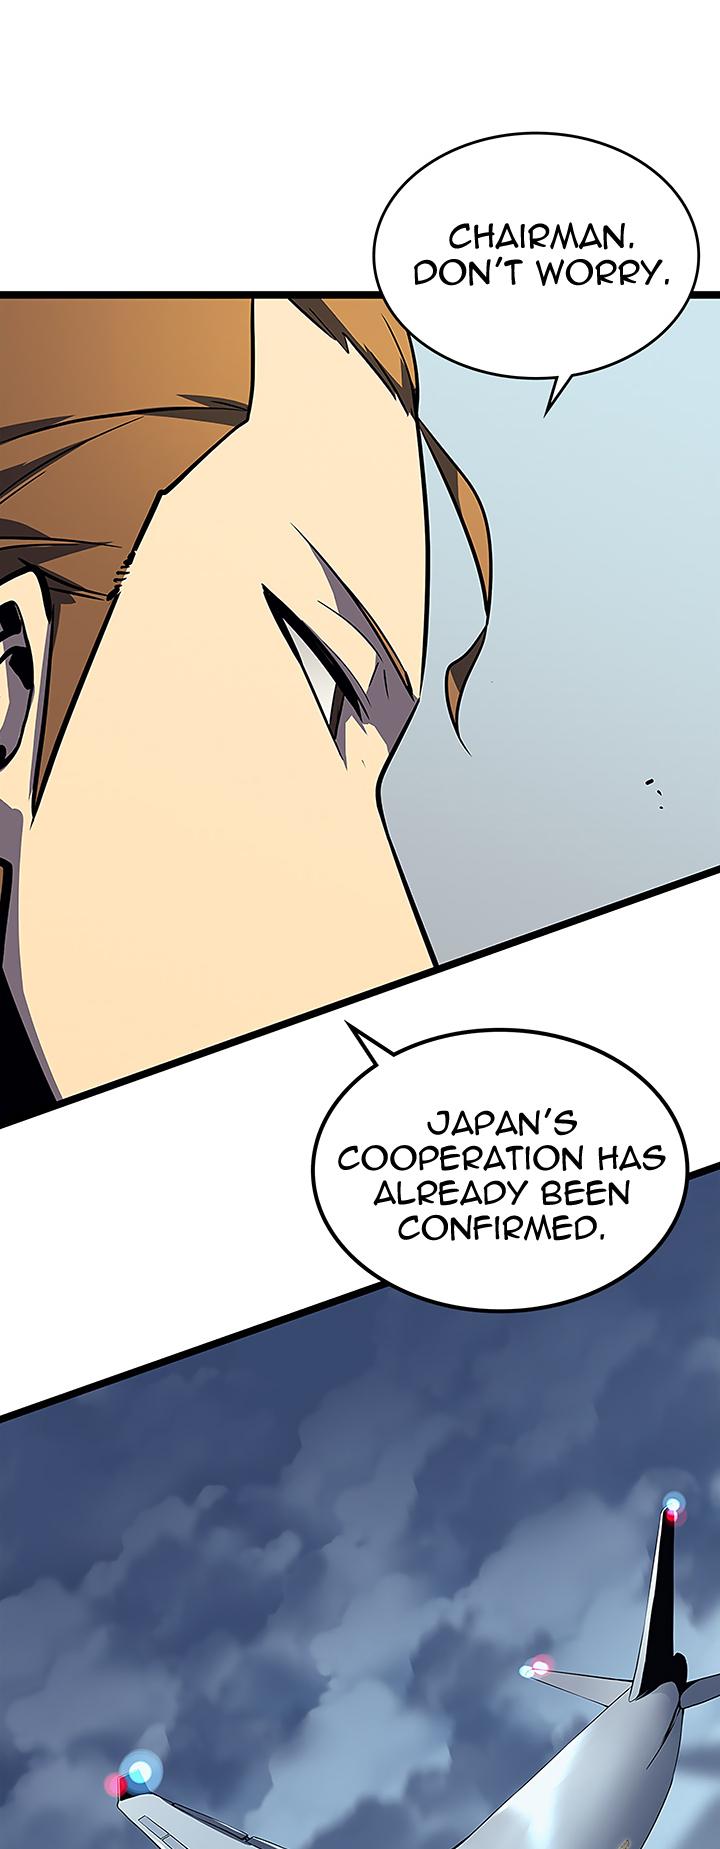 CHAIRMAN.
DON'T WORRY.
JAPAN'S
COOPERATION HAS
ALREADY BEEN
CONFIRMED.